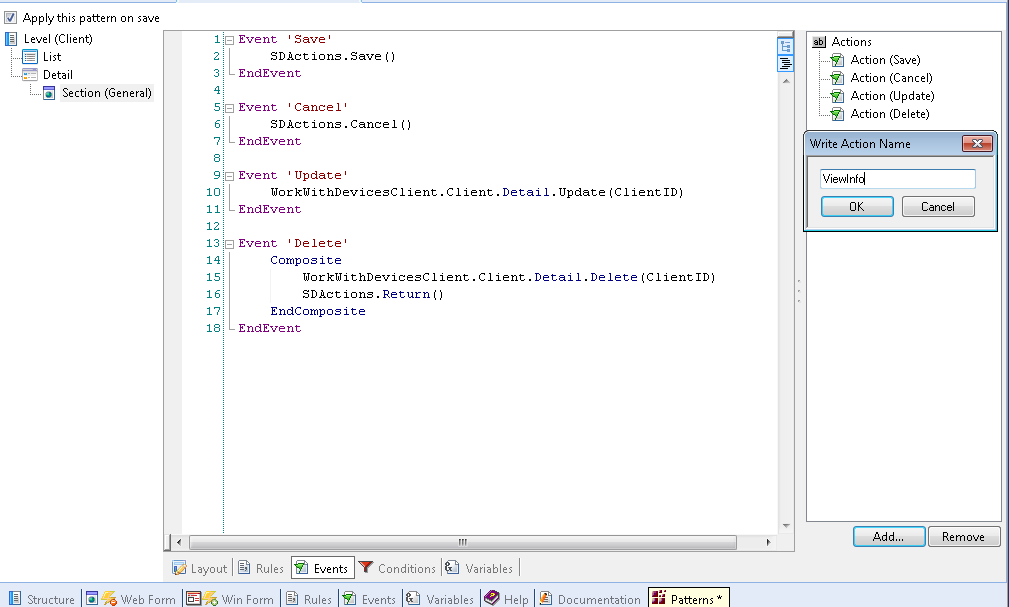 Apply this pattern on save
Level (Client)
List
Detail
Section (General)
1 Event 'Save'
2 SDActions.Save()
3 EndEvent
4
5 Event 'Cancel'
6 SDActions.Cancel()
7 EndEvent
8
9 Event 'Update'
10 WorkWithDevicesClient.Client.Detail.Update(ClientID)
11 EndEvent
12
13 Event 'Delete'
14 Composite
15 WorkWithDevicesClient.Client.Detail.Delete(ClientID)
16 SDActions.Return()
17 EndComposite
18 EndEvent
ab Actions
Action (Save)
Action (Cancel)
Action (Update)
Action (Delete)
Write Action Name
ViewInfo
OK Cancel
Add... Remove
Layout Rules Events Conditions Variables
Structure Web Form Win Form Rules Events Variables Help Documentation Patterns *